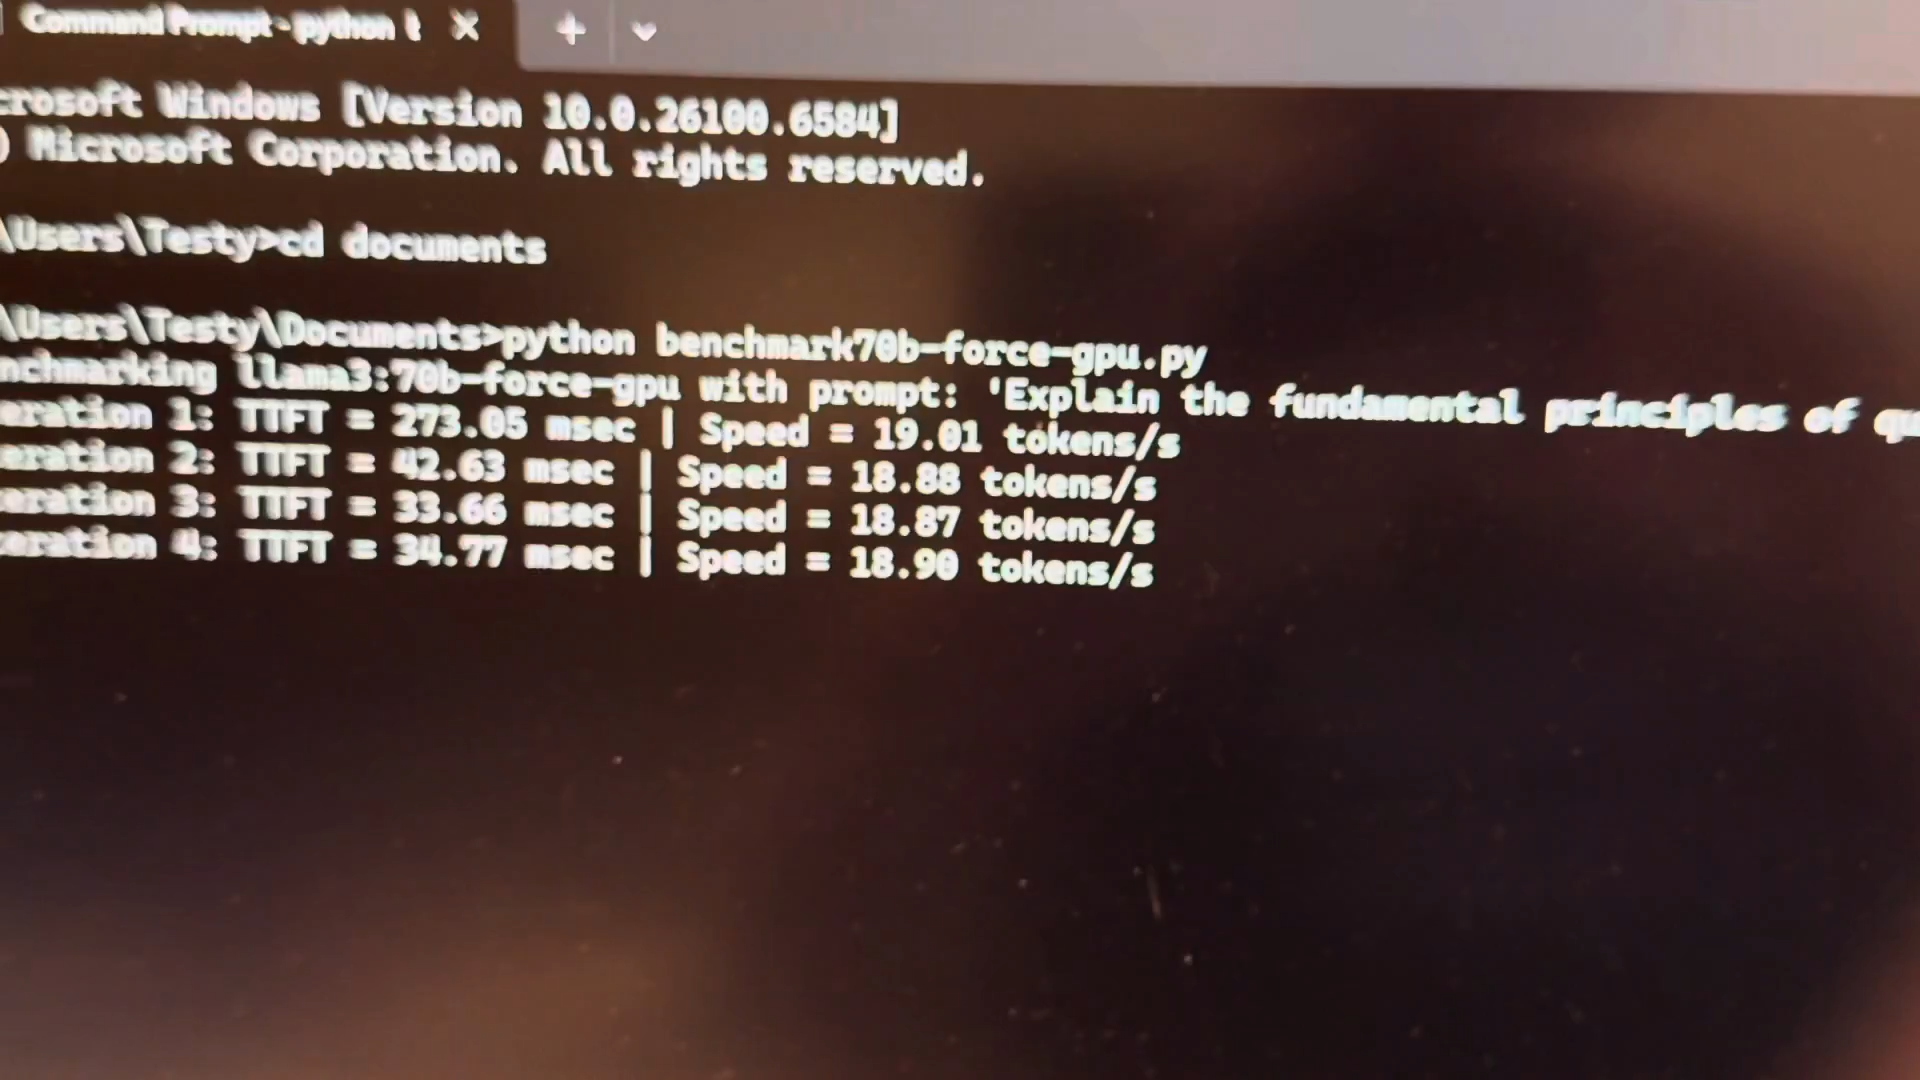 Command Prompt - python b
crosoft Windows [Version 10.0.26100.6584]
) Microsoft Corporation. All rights reserved.
\Users\Testy>cd documents
\Users\Testy\Documents>python benchmark70b-force-gpu.py
nchmarking llama3:70b-force-gpu with prompt: 'Explain the fundamental principles of qu
eration 1: TTFT = 273.05 msec | Speed = 19.01 tokens/s
eration 2: TTFT = 42.63 msec | Speed = 18.88 tokens/s
eration 3: TTFT = 33.66 msec | Speed = 18.87 tokens/s
teration 4: TTFT = 34.77 msec | Speed = 18.90 tokens/s